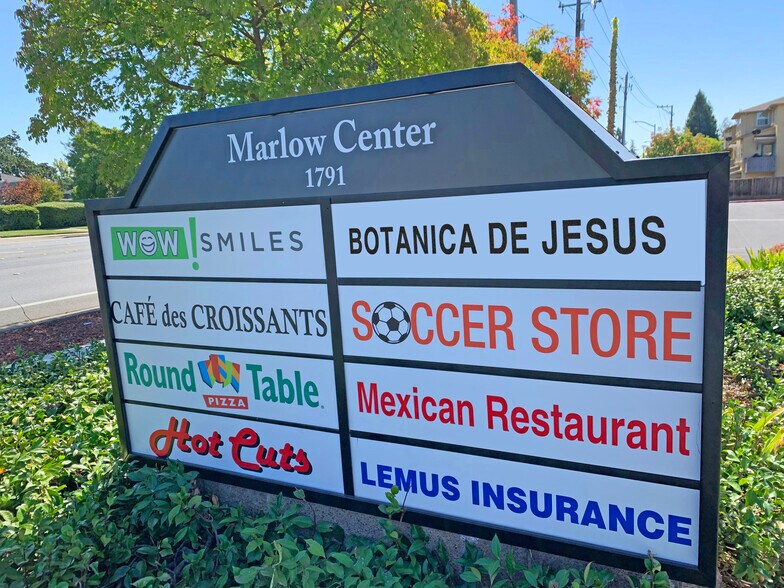 Marlow Center
1791
WOW! SMILES
CAFÉ des CROISSANTS
Round Table
PIZZA
Hot Cuts
BOTANICA DE JESUS
SOCCER STORE
Mexican Restaurant
LEMUS INSURANCE